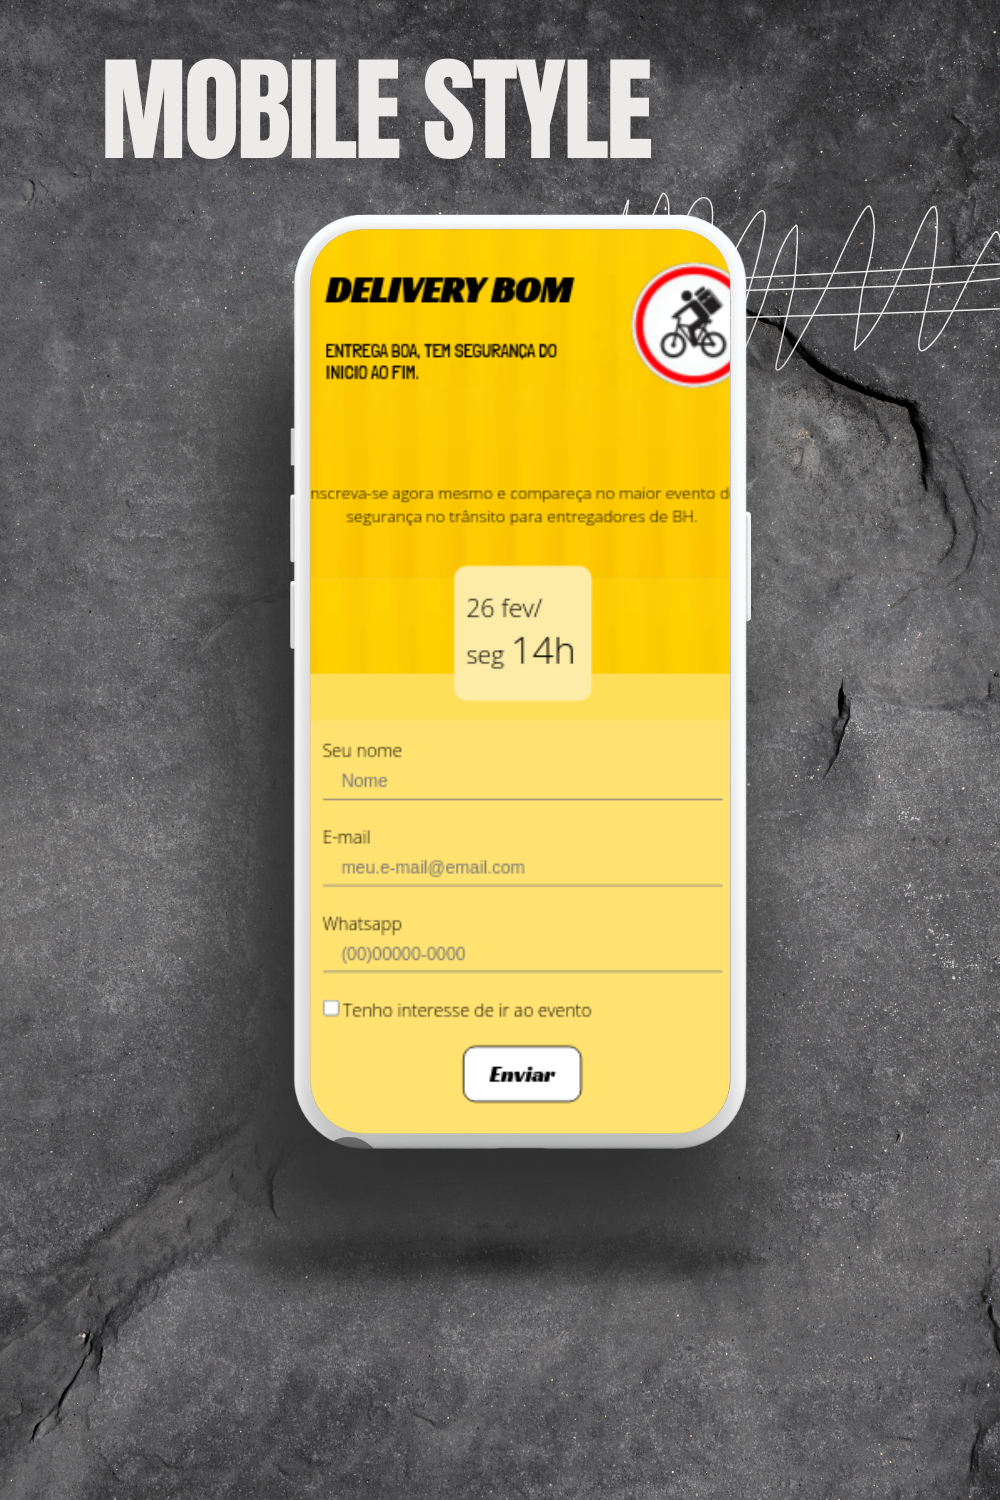 MOBILE STYLE
DELIVERY BOM
ENTREGA BOA, TEM SEGURANÇA DO
INICIO AO FIM.
nscreva-se agora mesmo e compareça no maior evento d
segurança no trânsito para entregadores de BH.
26 fev/
seg 14h
Seu nome
Nome
E-mail
meu.e-mail@email.com
Whatsapp
(00)00000-0000
Tenho interesse de ir ao evento
Enviar